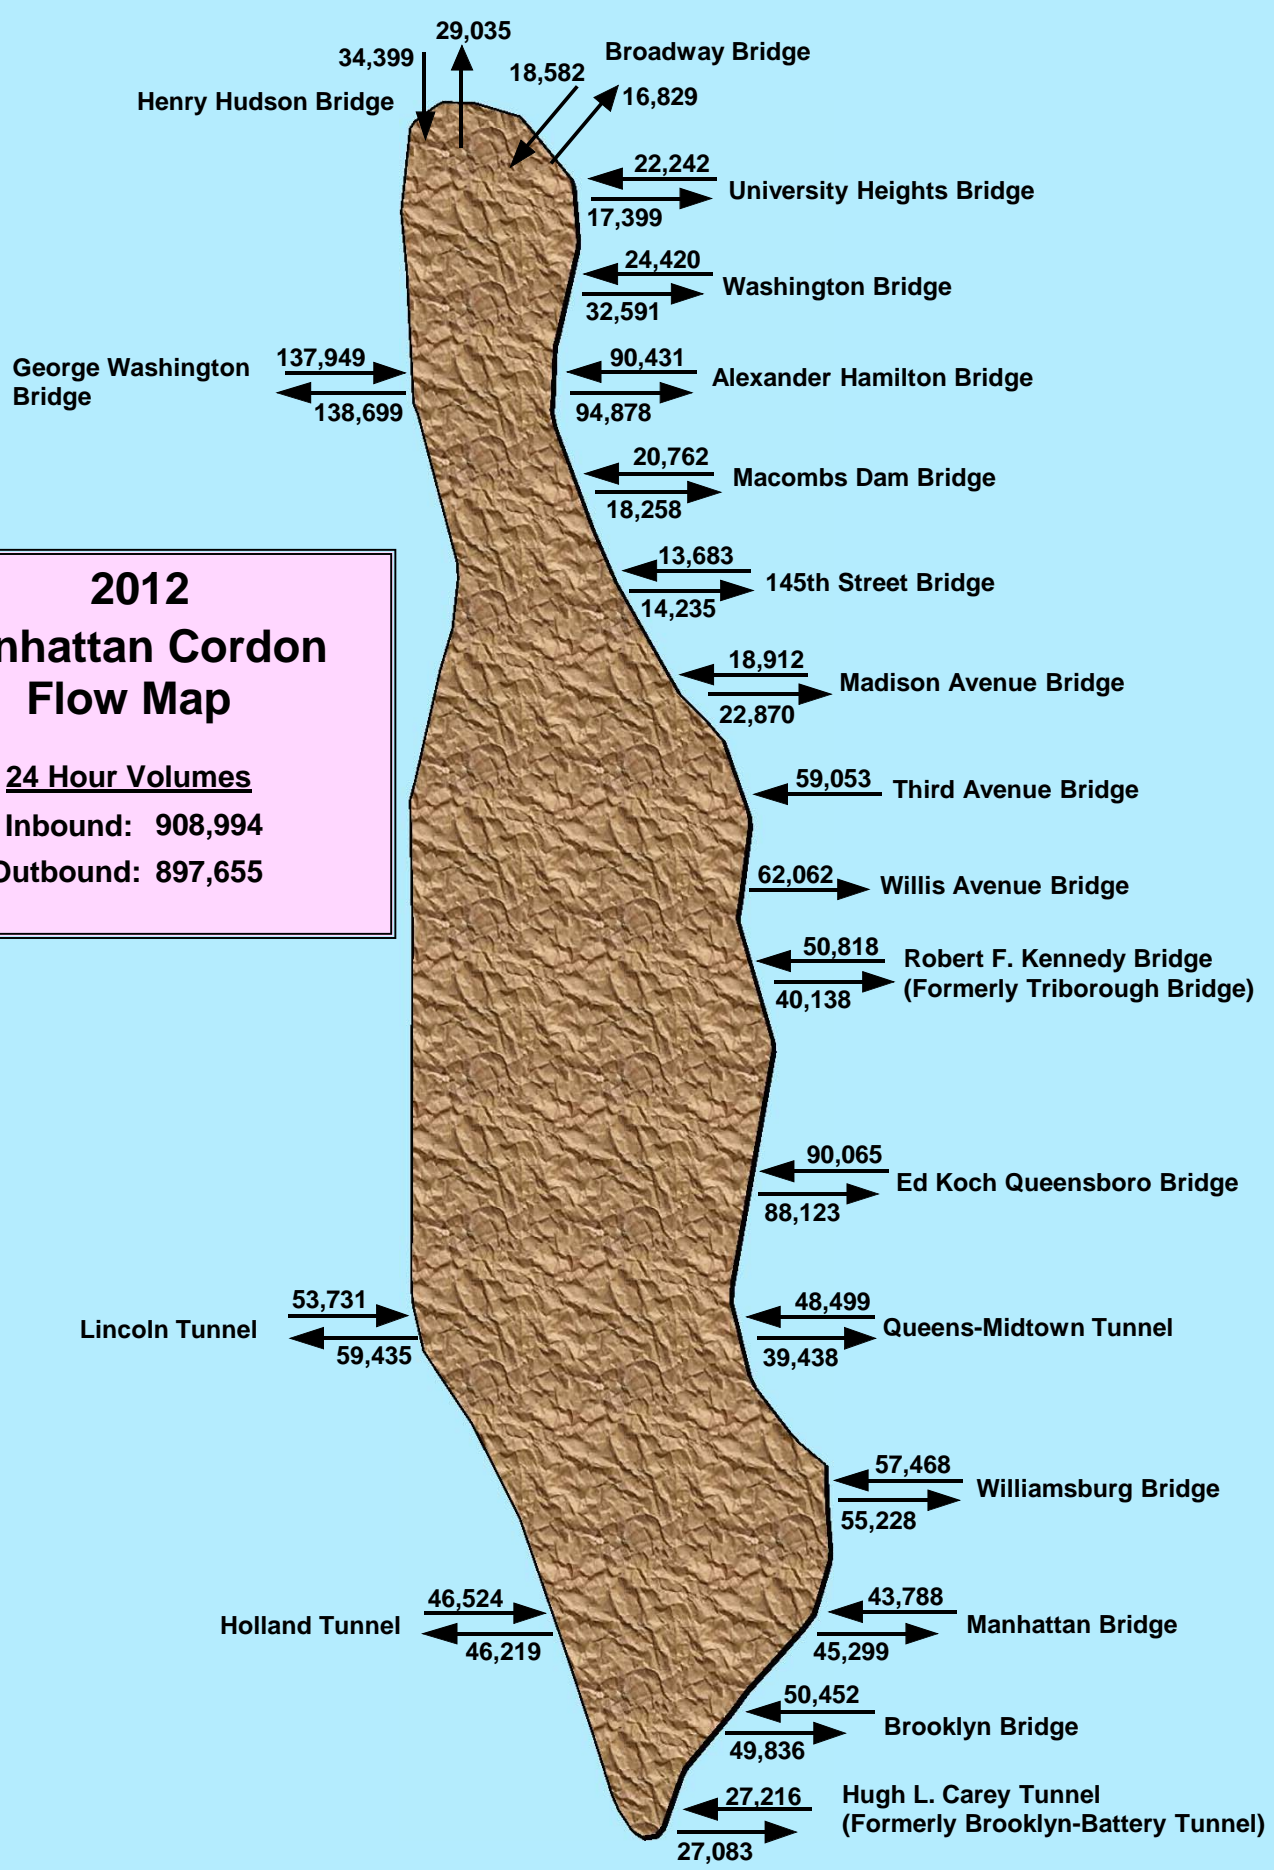 29,035
34,399
Broadway Bridge
18,582
16,829
Henry Hudson Bridge
22,242
University Heights Bridge
17,399
24,420
Washington Bridge
32,591
George Washington
Bridge
137,949
138,699
90,431
Alexander Hamilton Bridge
94,878
20,762
Macombs Dam Bridge
18,258
13,683
145th Street Bridge
14,235
2012
nhattan Cordon
Flow Map
24 Hour Volumes
Inbound: 908,994
Outbound: 897,655
18,912
Madison Avenue Bridge
22,870
59,053
Third Avenue Bridge
62,062
Willis Avenue Bridge
50,818
Robert F. Kennedy Bridge
(Formerly Triborough Bridge)
40,138
90,065
Ed Koch Queensboro Bridge
88,123
53,731
Lincoln Tunnel
59,435
48,499
Queens-Midtown Tunnel
39,438
57,468
Williamsburg Bridge
55,228
46,524
Holland Tunnel
46,219
43,788
Manhattan Bridge
45,299
50,452
Brooklyn Bridge
49,836
27,216
Hugh L. Carey Tunnel
(Formerly Brooklyn-Battery Tunnel)
27,083